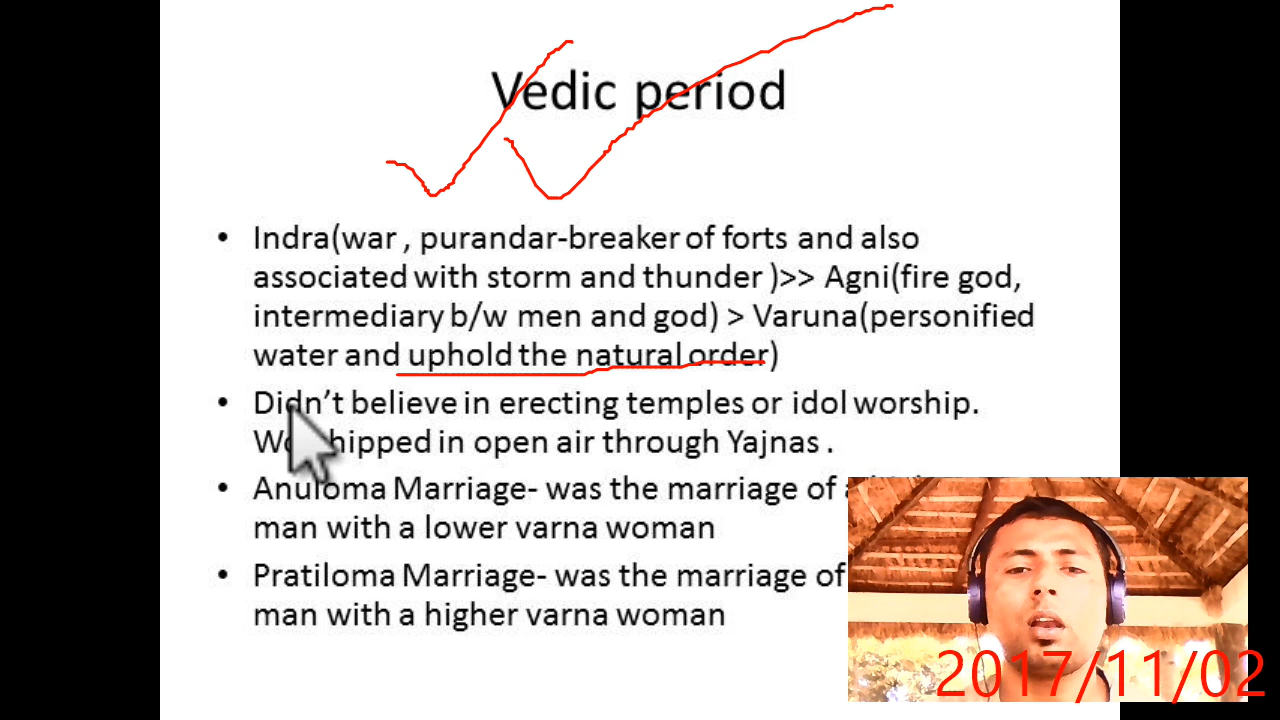 Vedic period
• Indra(war , purandar-breaker of forts and also
associated with storm and thunder )>> Agni(fire god,
intermediary b/w men and god) > Varuna(personified
water and uphold the natural order)
• Didn't believe in erecting temples or idol worship.
in open air through Yajnas .
• Anuloma Marriage- was the marriage of
man with a lower varna woman
• Pratiloma Marriage- was the marriage of
man with a higher varna woman
2017/11/02